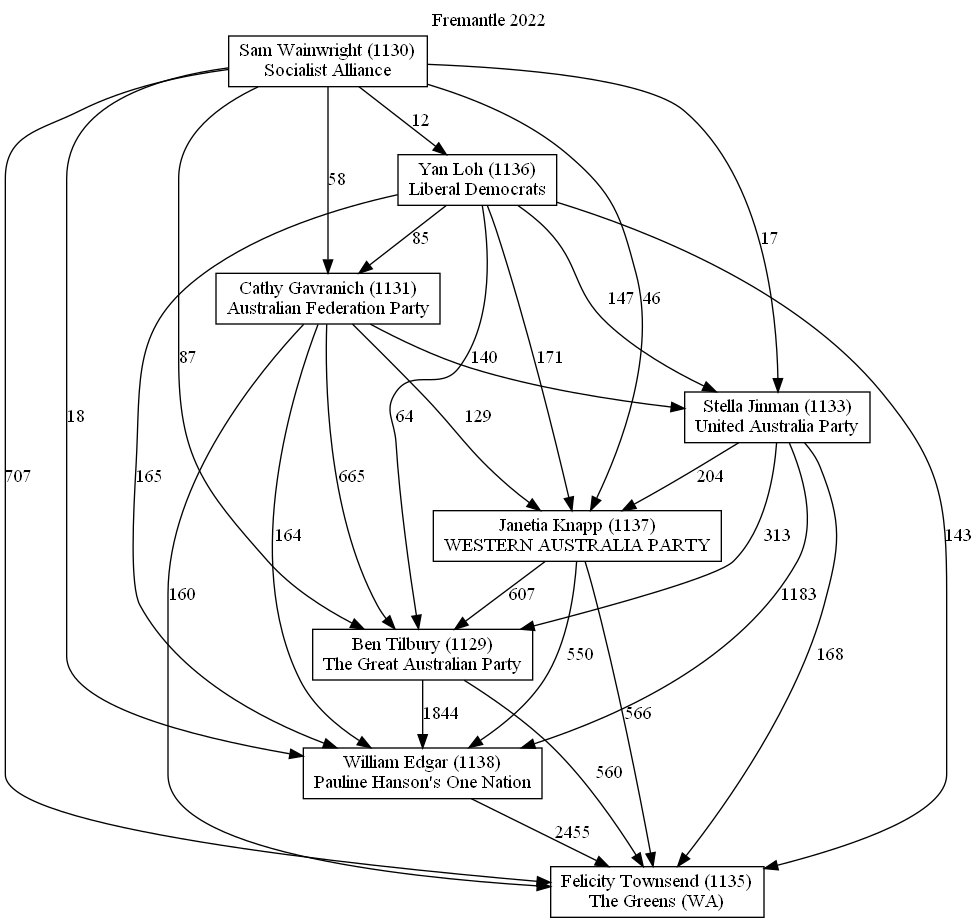 Fremantle 2022
Sam Wainwright (1130)
Socialist Alliance
12
Yan Loh (1136)
Liberal Democrats
58
85
17
Cathy Gavranich (1131)
Australian Federation Party
147
46
87
140
171
Stella Jinman (1133)
United Australia Party
18
64
129
707
165
665
204
Janetia Knapp (1137)
WESTERN AUSTRALIA PARTY
164
313
143
160
607
1183
Ben Tilbury (1129)
The Great Australian Party
550
168
1844
566
William Edgar (1138)
Pauline Hanson's One Nation
560
2455
Felicity Townsend (1135)
The Greens (WA)